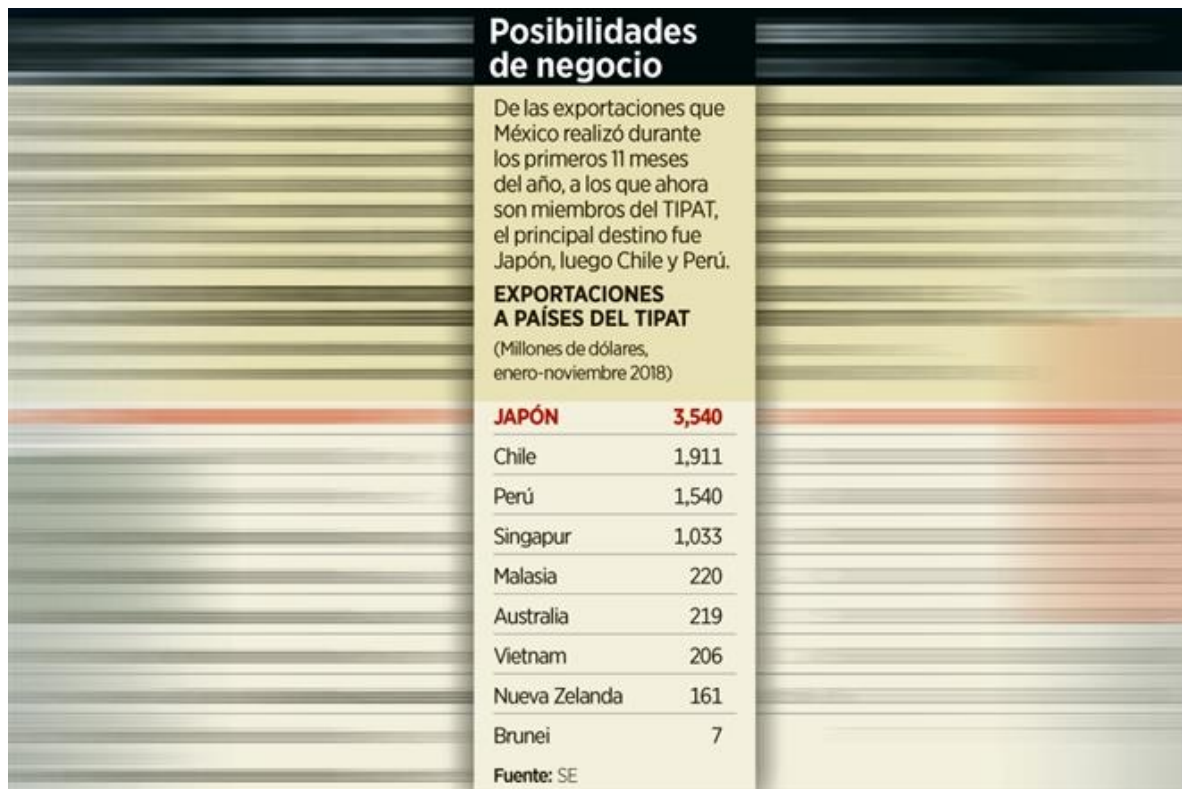 Posibilidades
de negocio
De las exportaciones que
México realizó durante
los primeros 11 meses
del año, a los que ahora
son miembros del TIPAT,
el principal destino fue
Japón, luego Chile y Perú.
EXPORTACIONES
A PAÍSES DEL TIPAT
(Millones de dólares,
enero-noviembre 2018)
JAPÓN 3,540
Chile 1,911
Perú 1,540
Singapur 1,033
Malasia 220
Australia 219
Vietnam 206
Nueva Zelanda 161
Brunei 7
Fuente: SE